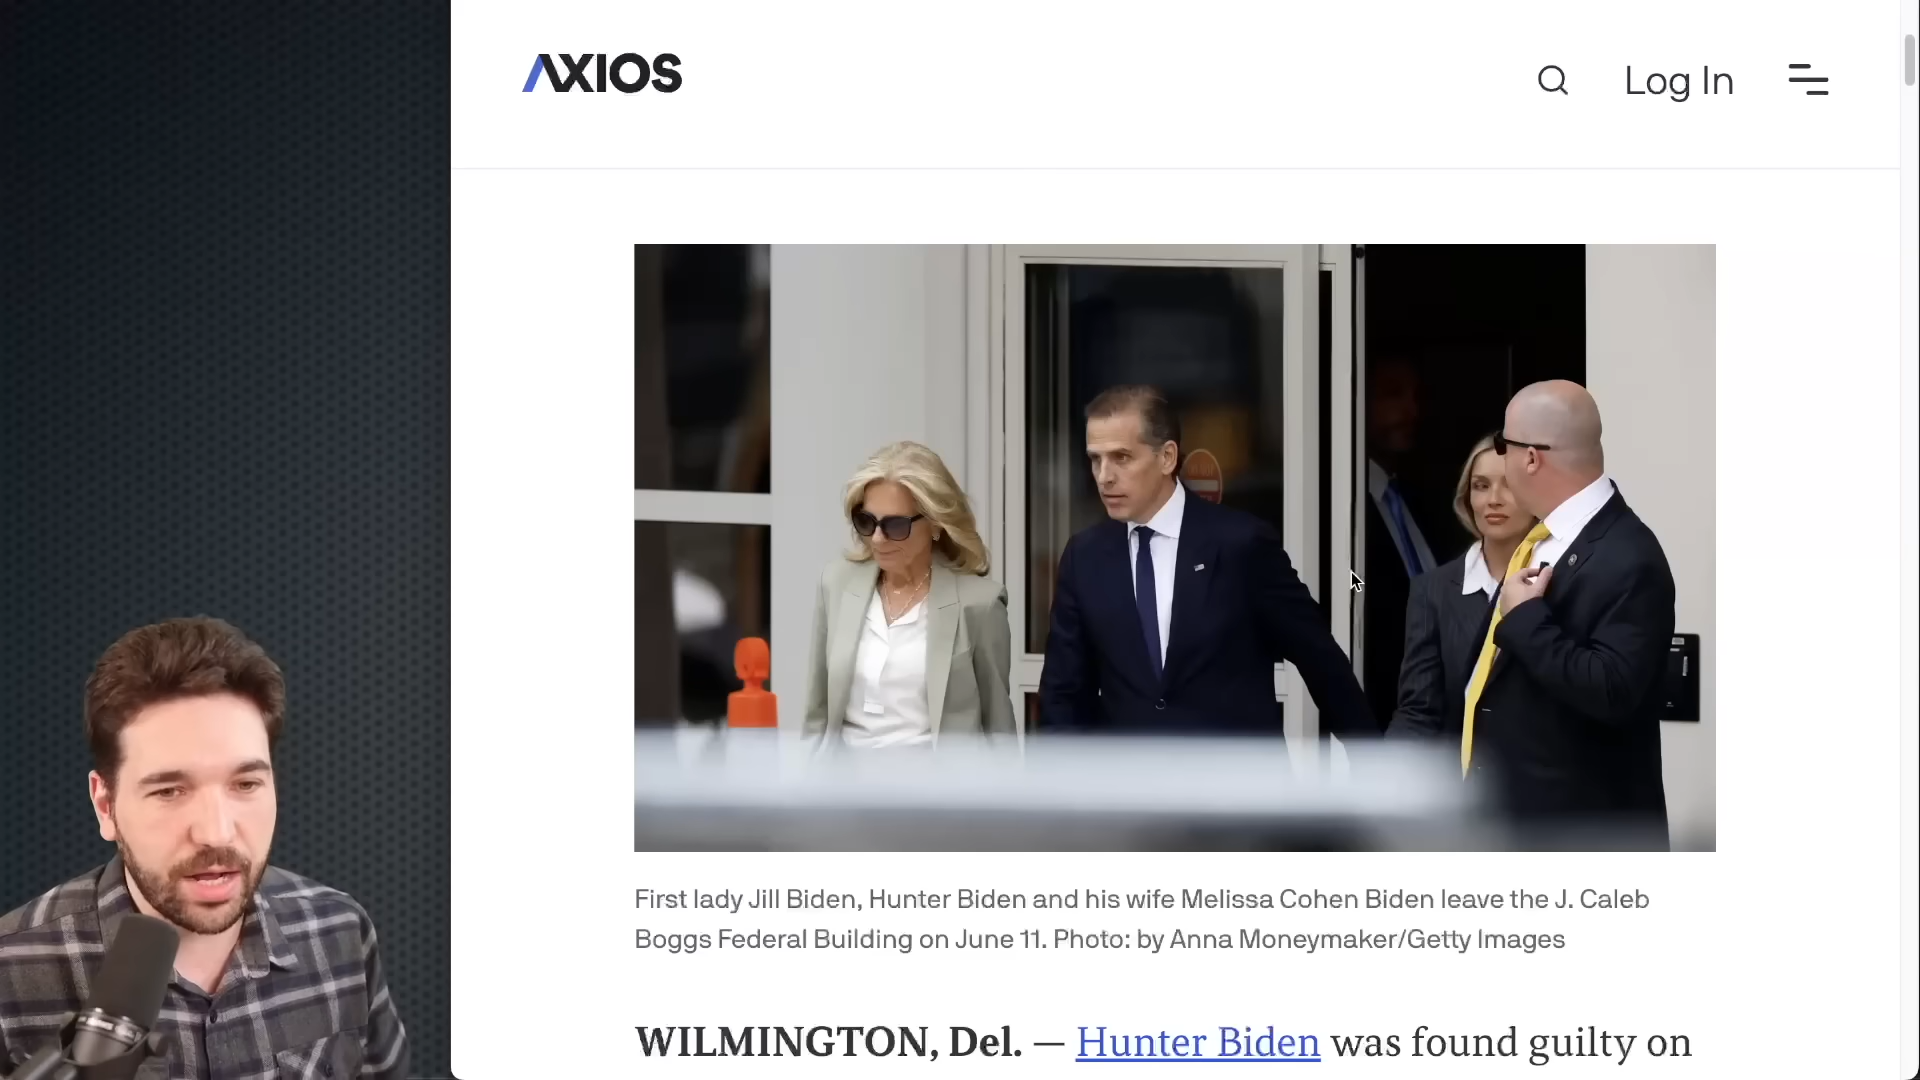 AXIOS
Log In
First lady Jill Biden, Hunter Biden and his wife Melissa Cohen Biden leave the J. Caleb
Boggs Federal Building on June 11. Photo: by Anna Moneymaker/Getty Images
WILMINGTON, Del. — Hunter Biden was found guilty on